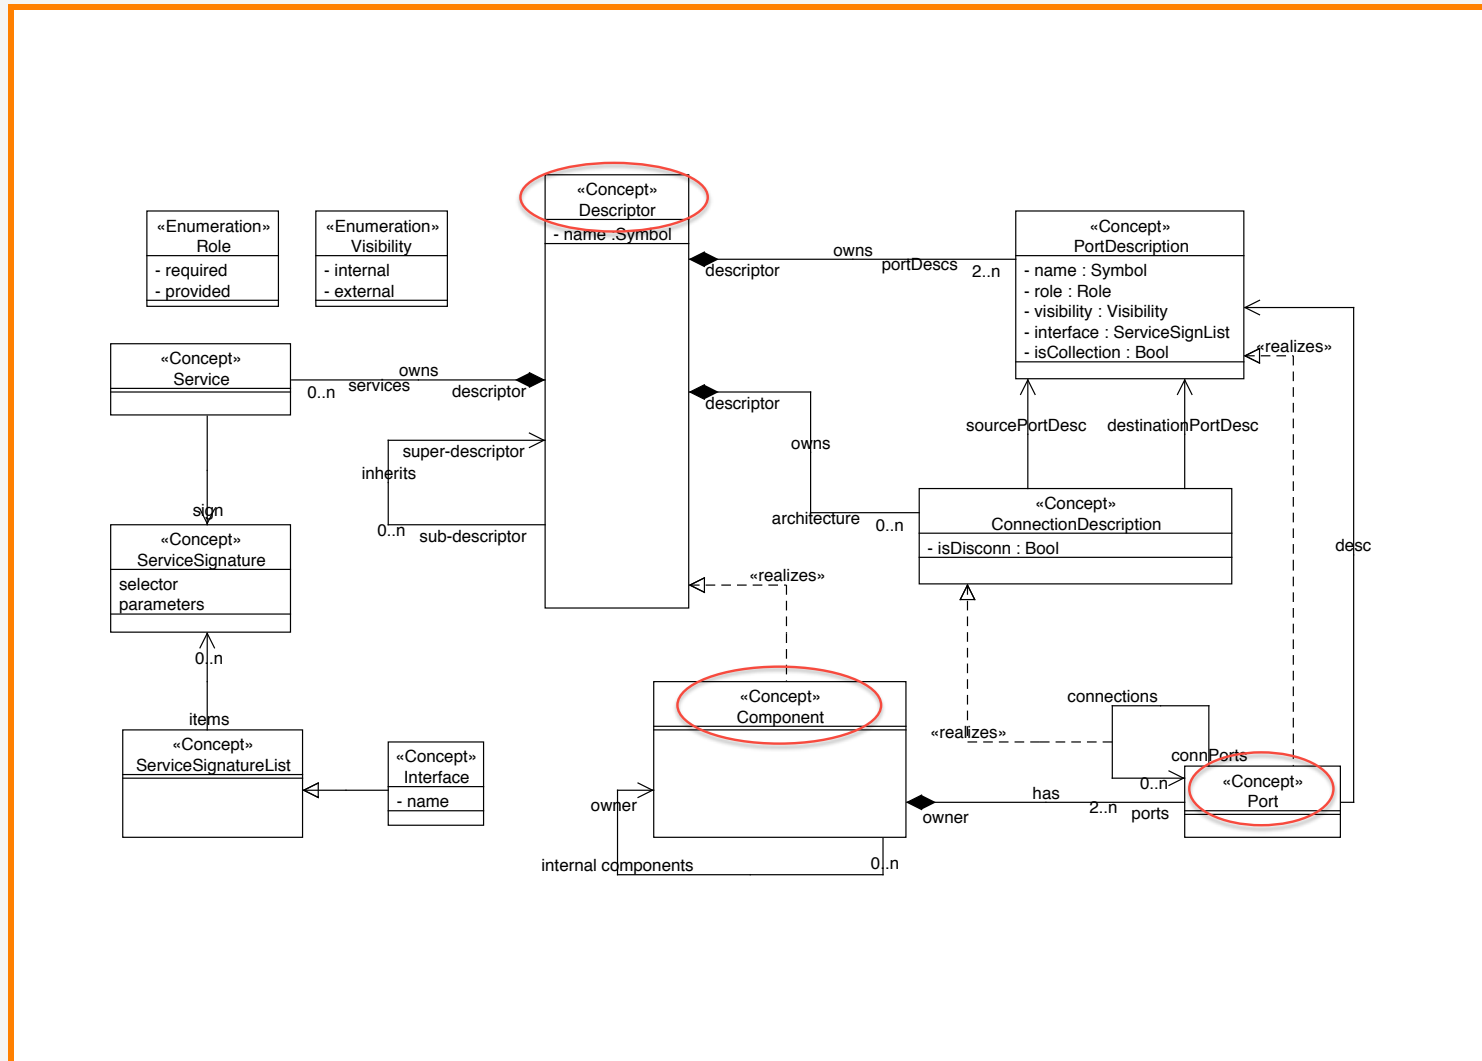 «Concept»
Descriptor
- name :Symbol
«Enumeration»
Role
- required
- provided
«Enumeration»
Visibility
- internal
- external
«Concept»
PortDescription
- name : Symbol
- role : Role
- visibility : Visibility
- interface : ServiceSignList
- isCollection : Bool
owns
descriptor
portDescs
2..n
«realizes»
«Concept»
Service
owns
0..n
services
descriptor
descriptor
owns
architecture
0..n
sourcePortDesc
destinationPortDesc
super-descriptor
inherits
0..n
sub-descriptor
sign
«Concept»
ServiceSignature
selector
parameters
0..n
items
«Concept»
ConnectionDescription
- isDisconn : Bool
desc
«realizes»
«Concept»
Component
«Concept»
ServiceSignatureList
«Concept»
Interface
- name
connections
«realizes»
connPorts
0..n
«Concept»
Port
owner
has
owner
2..n
ports
internal components
0..n